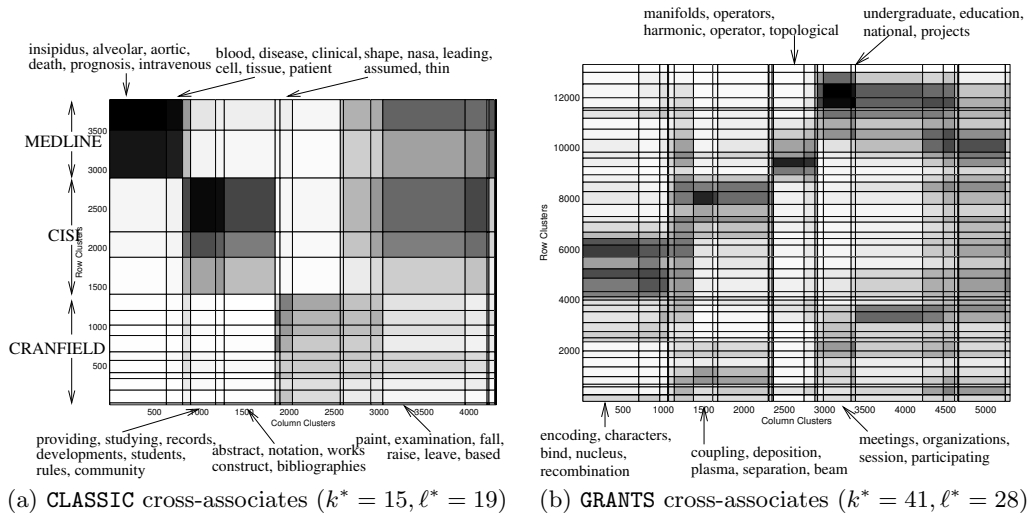 insipidus, alveolar, aortic,
death, prognosis, intravenous
blood, disease, clinical,
cell, tissue, patient
shape, nasa, leading,
assumed, thin
MEDLINE
CISI
CRANFIELD
Row Clusters
3500
3000
2500
2000
1500
1000
500
500 1000 1500 2000 2500 3000 3500 4000
Column Clusters
providing, studying, records,
developments, students,
rules, community
abstract, notation, works
construct, bibliographies
paint, examination, fall,
raise, leave, based
(a) CLASSIC cross-associates (k* = 15, ℓ* = 19)
manifolds, operators,
harmonic, operator, topological
undergraduate, education,
national, projects
Row Clusters
12000
10000
8000
6000
4000
2000
500 1000 1500 2000 2500 3000 3500 4000 4500 5000
Column Clusters
encoding, characters,
bind, nucleus,
recombination
coupling, deposition,
plasma, separation, beam
meetings, organizations,
session, participating
(b) GRANTS cross-associates (k* = 41, ℓ* = 28)